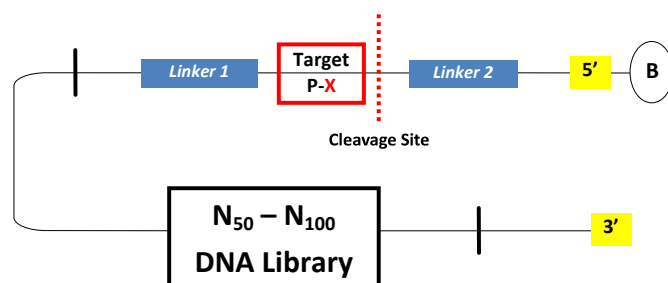 Linker 1
Target
P-X
Linker 2
5’
B
Cleavage Site
N₅₀ – N₁₀₀
DNA Library
3’